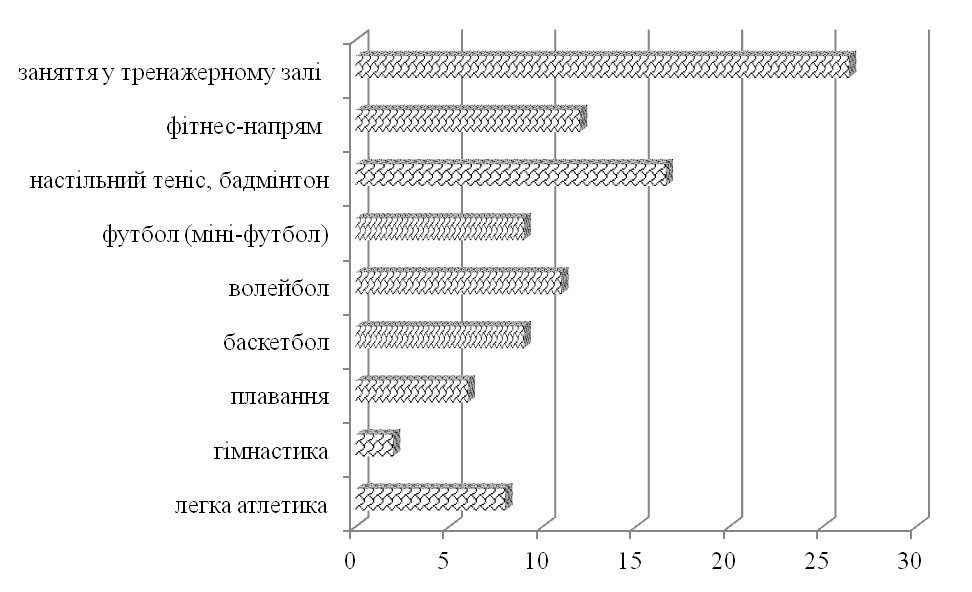 заняття у тренажерному залі
фітнес-напрям
настільний теніс, бадмінтон
футбол (міні-футбол)
волейбол
баскетбол
плавання
гімнастика
легка атлетика
0 5 10 15 20 25 30